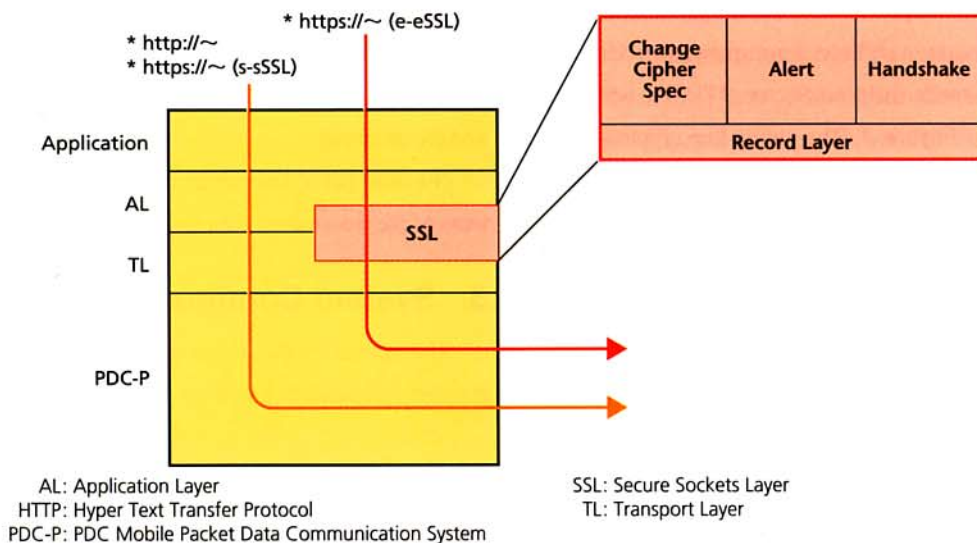 * https://~ (e-eSSL)
* http://~
* https://~ (s-sSSL)
Change
Cipher
Spec
Alert
Handshake
Record Layer
Application
AL
SSL
TL
PDC-P
AL: Application Layer
HTTP: Hyper Text Transfer Protocol
PDC-P: PDC Mobile Packet Data Communication System
SSL: Secure Sockets Layer
TL: Transport Layer